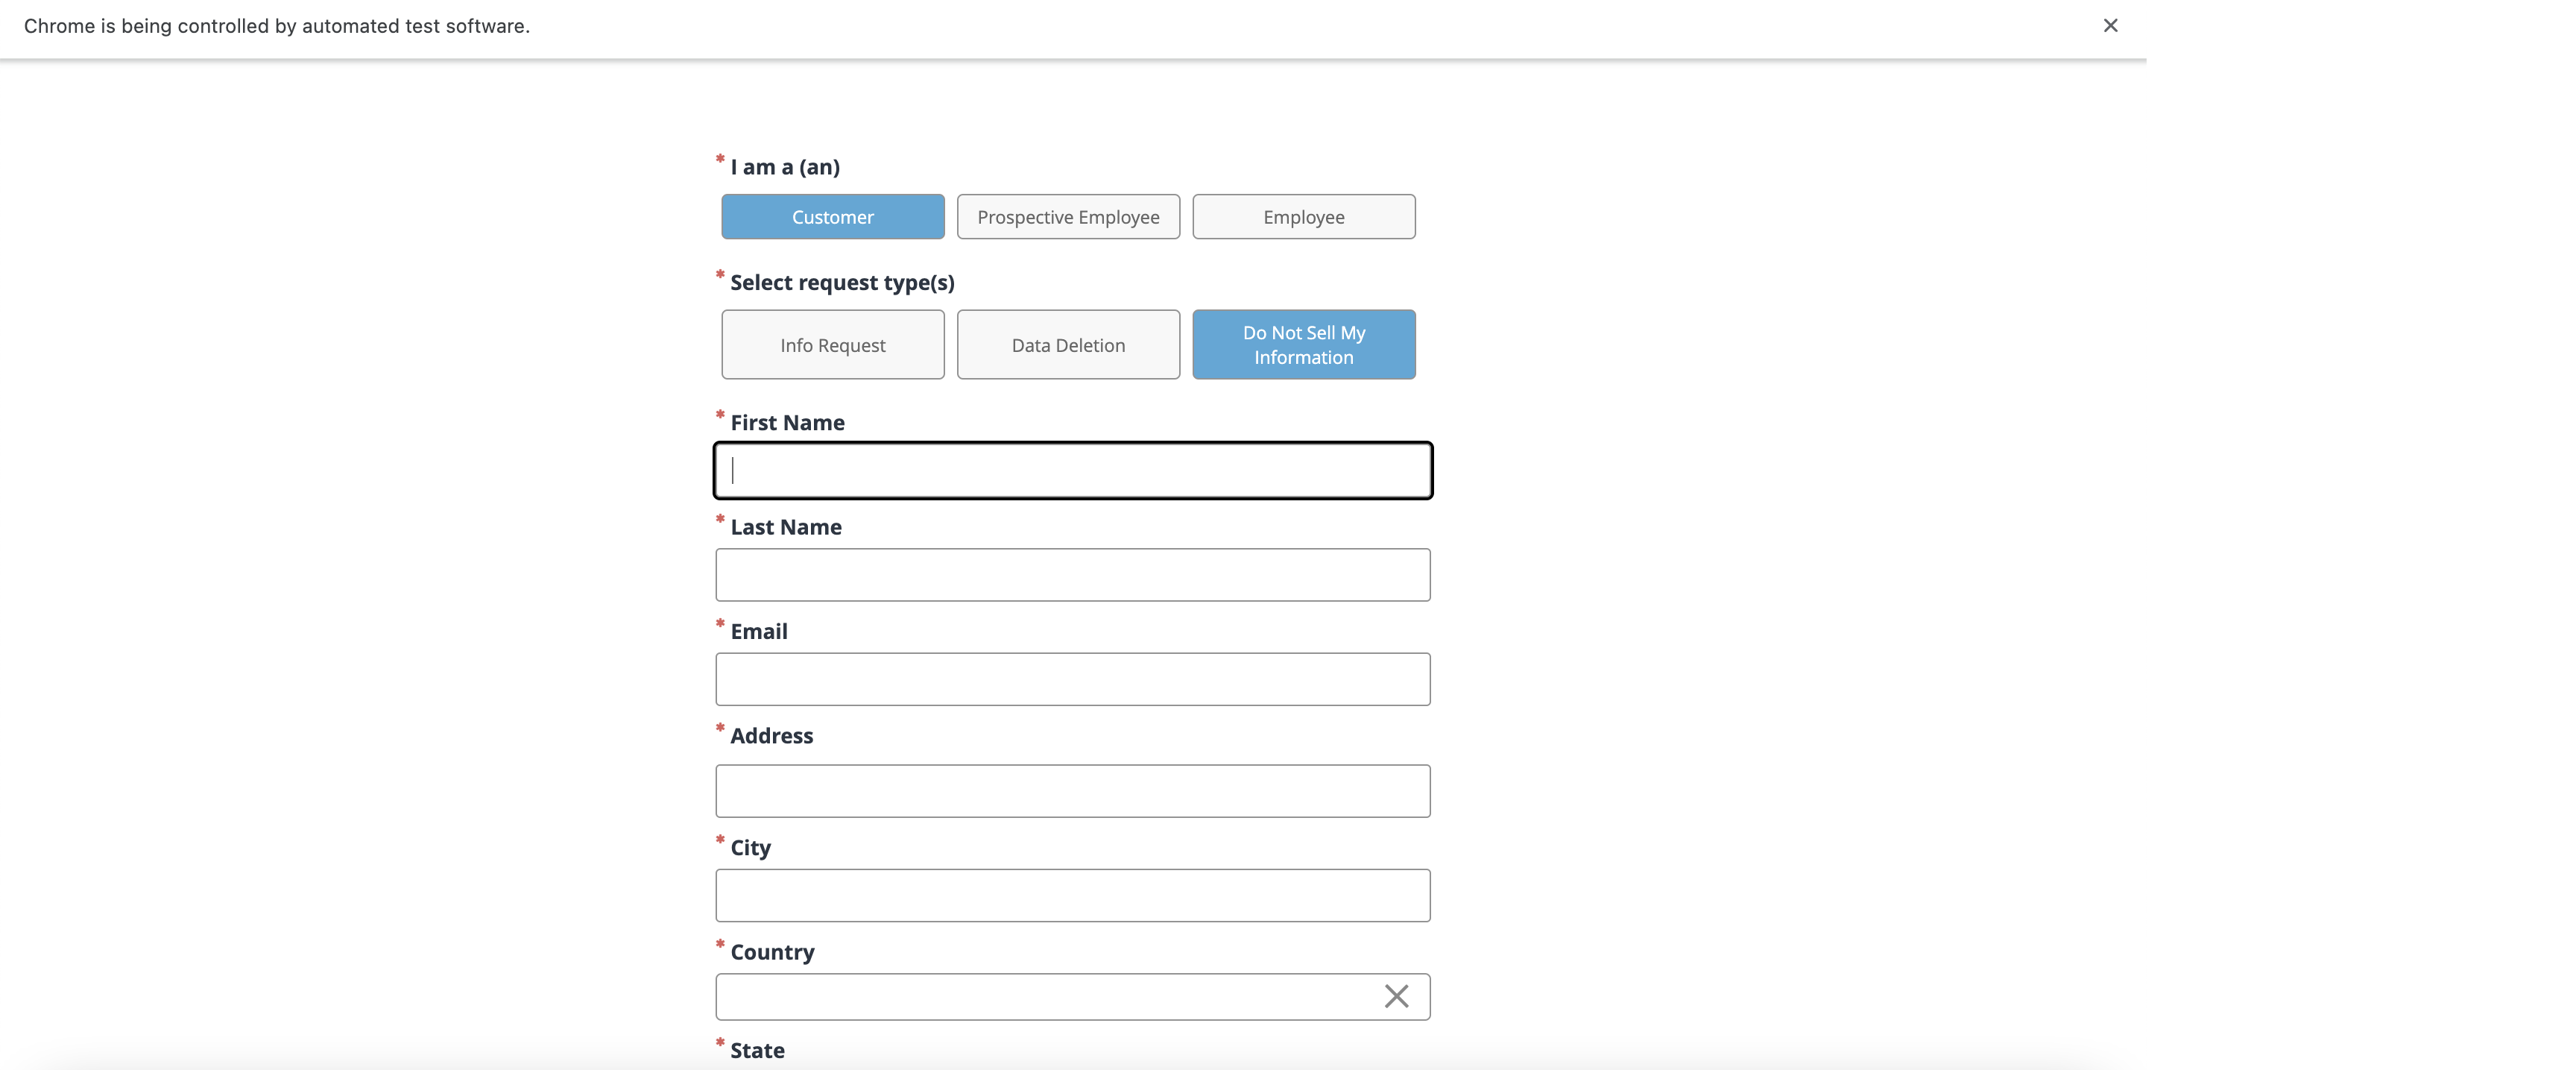 Chrome is being controlled by automated test software.
* I am a (an)
Customer
Prospective Employee
Employee
* Select request type(s)
Info Request
Data Deletion
Do Not Sell My
Information
* First Name
* Last Name
* Email
* Address
* City
* Country
* State